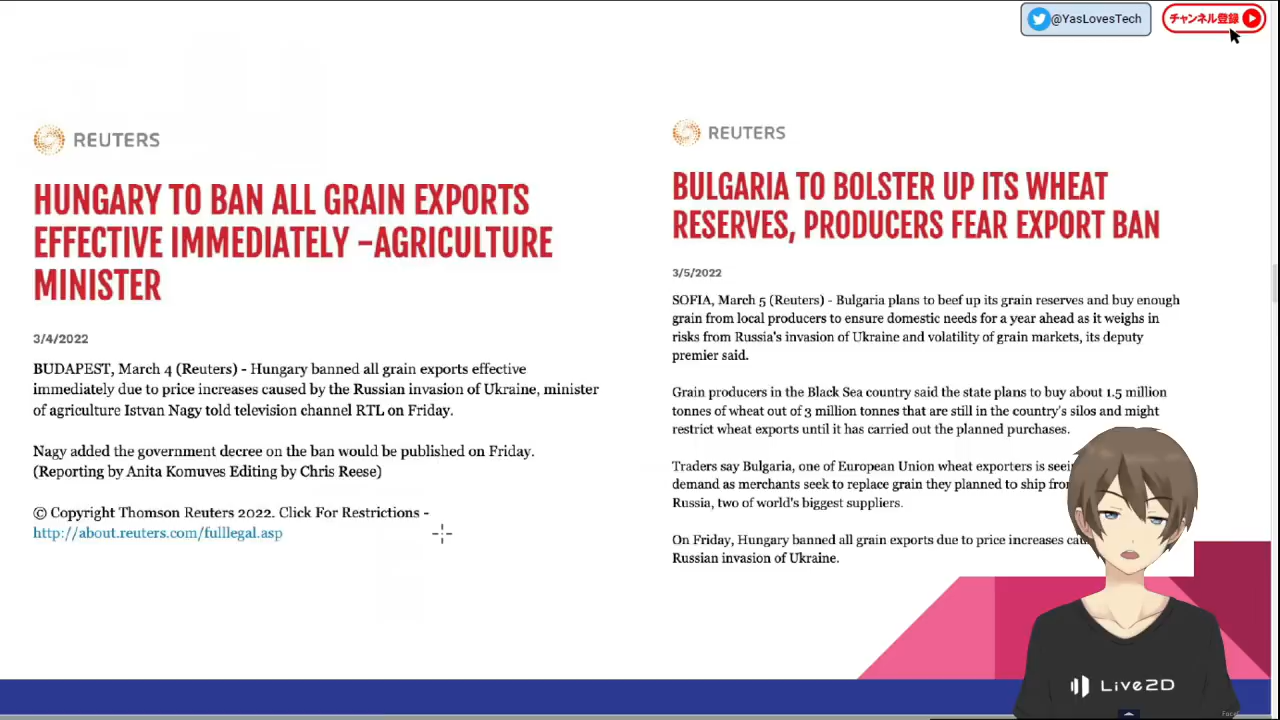 @YasLovesTech
チャンネル登録
REUTERS
HUNGARY TO BAN ALL GRAIN EXPORTS
EFFECTIVE IMMEDIATELY –AGRICULTURE
MINISTER
3/4/2022
BUDAPEST, March 4 (Reuters) - Hungary banned all grain exports effective
immediately due to price increases caused by the Russian invasion of Ukraine, minister
of agriculture Istvan Nagy told television channel RTL on Friday.
Nagy added the government decree on the ban would be published on Friday.
(Reporting by Anita Komuves Editing by Chris Reese)
© Copyright Thomson Reuters 2022. Click For Restrictions -
http://about.reuters.com/fulllegal.asp
REUTERS
BULGARIA TO BOLSTER UP ITS WHEAT
RESERVES, PRODUCERS FEAR EXPORT BAN
3/5/2022
SOFIA, March 5 (Reuters) - Bulgaria plans to beef up its grain reserves and buy enough
grain from local producers to ensure domestic needs for a year ahead as it weighs in
risks from Russia's invasion of Ukraine and volatility of grain markets, its deputy
premier said.
Grain producers in the Black Sea country said the state plans to buy about 1.5 million
tonnes of wheat out of 3 million tonnes that are still in the country's silos and might
restrict wheat exports until it has carried out the planned purchases.
Traders say Bulgaria, one of European Union wheat exporters is
demand as merchants seek to replace grain they planned to ship
Russia, two of world's biggest suppliers.
On Friday, Hungary banned all grain exports due to price increases
Russian invasion of Ukraine.
Live2D